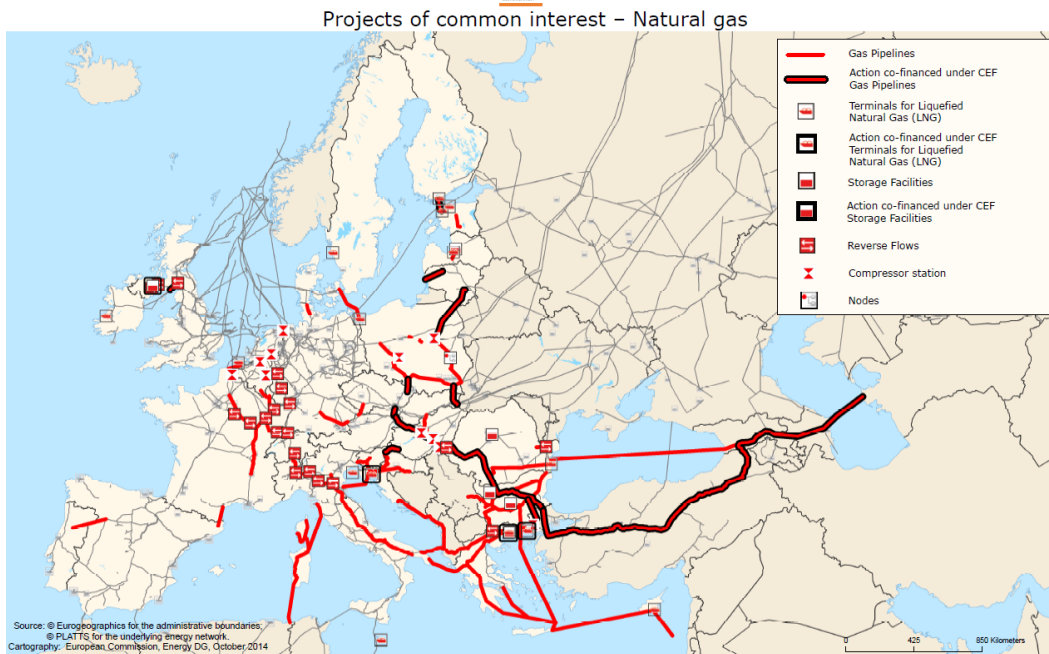 Projects of common interest – Natural gas
Gas Pipelines
Action co-financed under CEF
Gas Pipelines
Terminals for Liquefied
Natural Gas (LNG)
Action co-financed under CEF
Terminals for Liquefied
Natural Gas (LNG)
Storage Facilities
Action co-financed under CEF
Storage Facilities
Reverse Flows
Compressor station
Nodes
Source: © Eurogeographics for the administrative boundaries;
© PLATTS for the underlying energy network.
Cartography: European Commission, Energy DG, October 2014
0 425 850 Kilometers